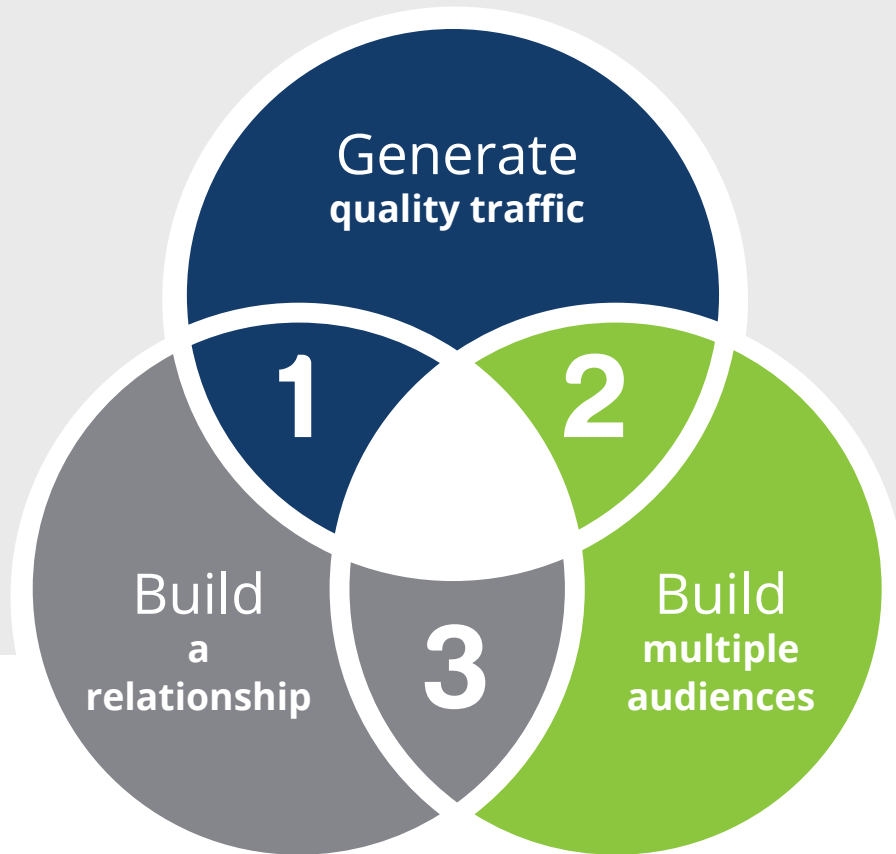 Generate
quality traffic
1
2
Build
a
relationship
3
Build
multiple
audiences